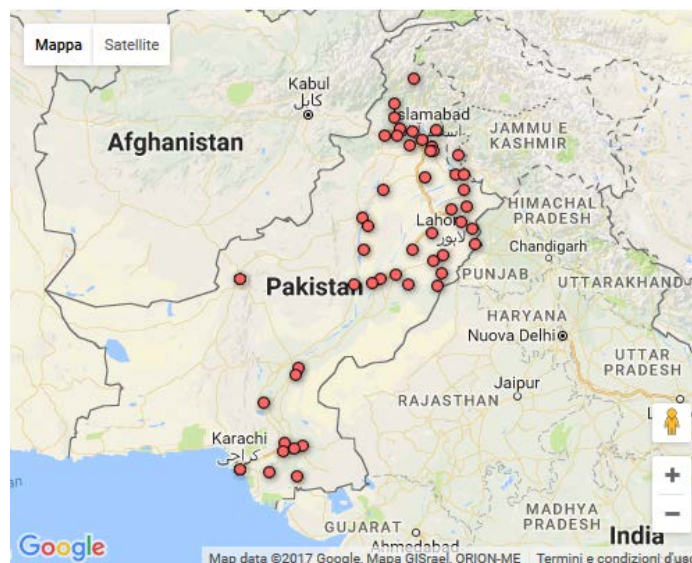 Mappa Satellite
Kabul
کابل
Islamabad
JAMMU E
KASHMIR
Afghanistan
HIMACHAL
PRADESH
Lahor
لاہور
Chandigarh
PUNJAB
UTTARAKHAND
Pakistan
HARYANA
Nuova Delhi
UTTAR
PRADESH
Jaipur
RAJASTHAN
Karachi
کراچی
MADHYA
PRADESH
GUJARAT
India
Ahmedabad
Google
Map data ©2017 Google, Mapa GISrael, ORION-ME Termini e condizioni d'uso